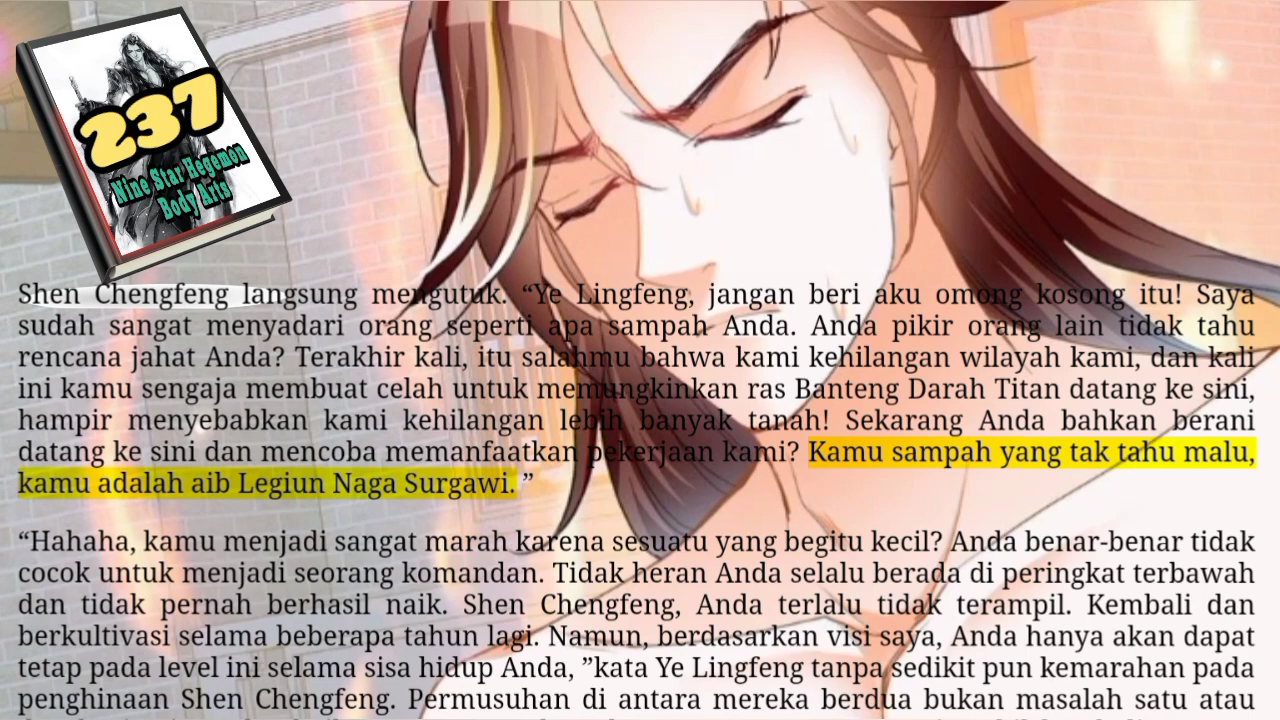 237
Nine Star Hegemon
Body Arts
Shen Chengfeng langsung mengutuk. “Ye Lingfeng, jangan beri aku omong kosong itu! Saya
sudah sangat menyadari orang seperti apa sampah Anda. Anda pikir orang lain tidak tahu
rencana jahat Anda? Terakhir kali, itu salahmu bahwa kami kehilangan wilayah kami, dan kali
ini kamu sengaja membuat celah untuk memungkinkan ras Banteng Darah Titan datang ke sini,
hampir menyebabkan kami kehilangan lebih banyak tanah! Sekarang Anda bahkan berani
datang ke sini dan mencoba memanfaatkan pekerjaan kami? Kamu sampah yang tak tahu malu,
kamu adalah aib Legiun Naga Surgawi. ”
“Hahaha, kamu menjadi sangat marah karena sesuatu yang begitu kecil? Anda benar-benar tidak
cocok untuk menjadi seorang komandan. Tidak heran Anda selalu berada di peringkat terbawah
dan tidak pernah berhasil naik. Shen Chengfeng, Anda terlalu tidak terampil. Kembali dan
berkultivasi selama beberapa tahun lagi. Namun, berdasarkan visi saya, Anda hanya akan dapat
tetap pada level ini selama sisa hidup Anda, ”kata Ye Lingfeng tanpa sedikit pun kemarahan pada
penghinaan Shen Chengfeng. Permusuhan di antara mereka berdua bukan masalah satu atau